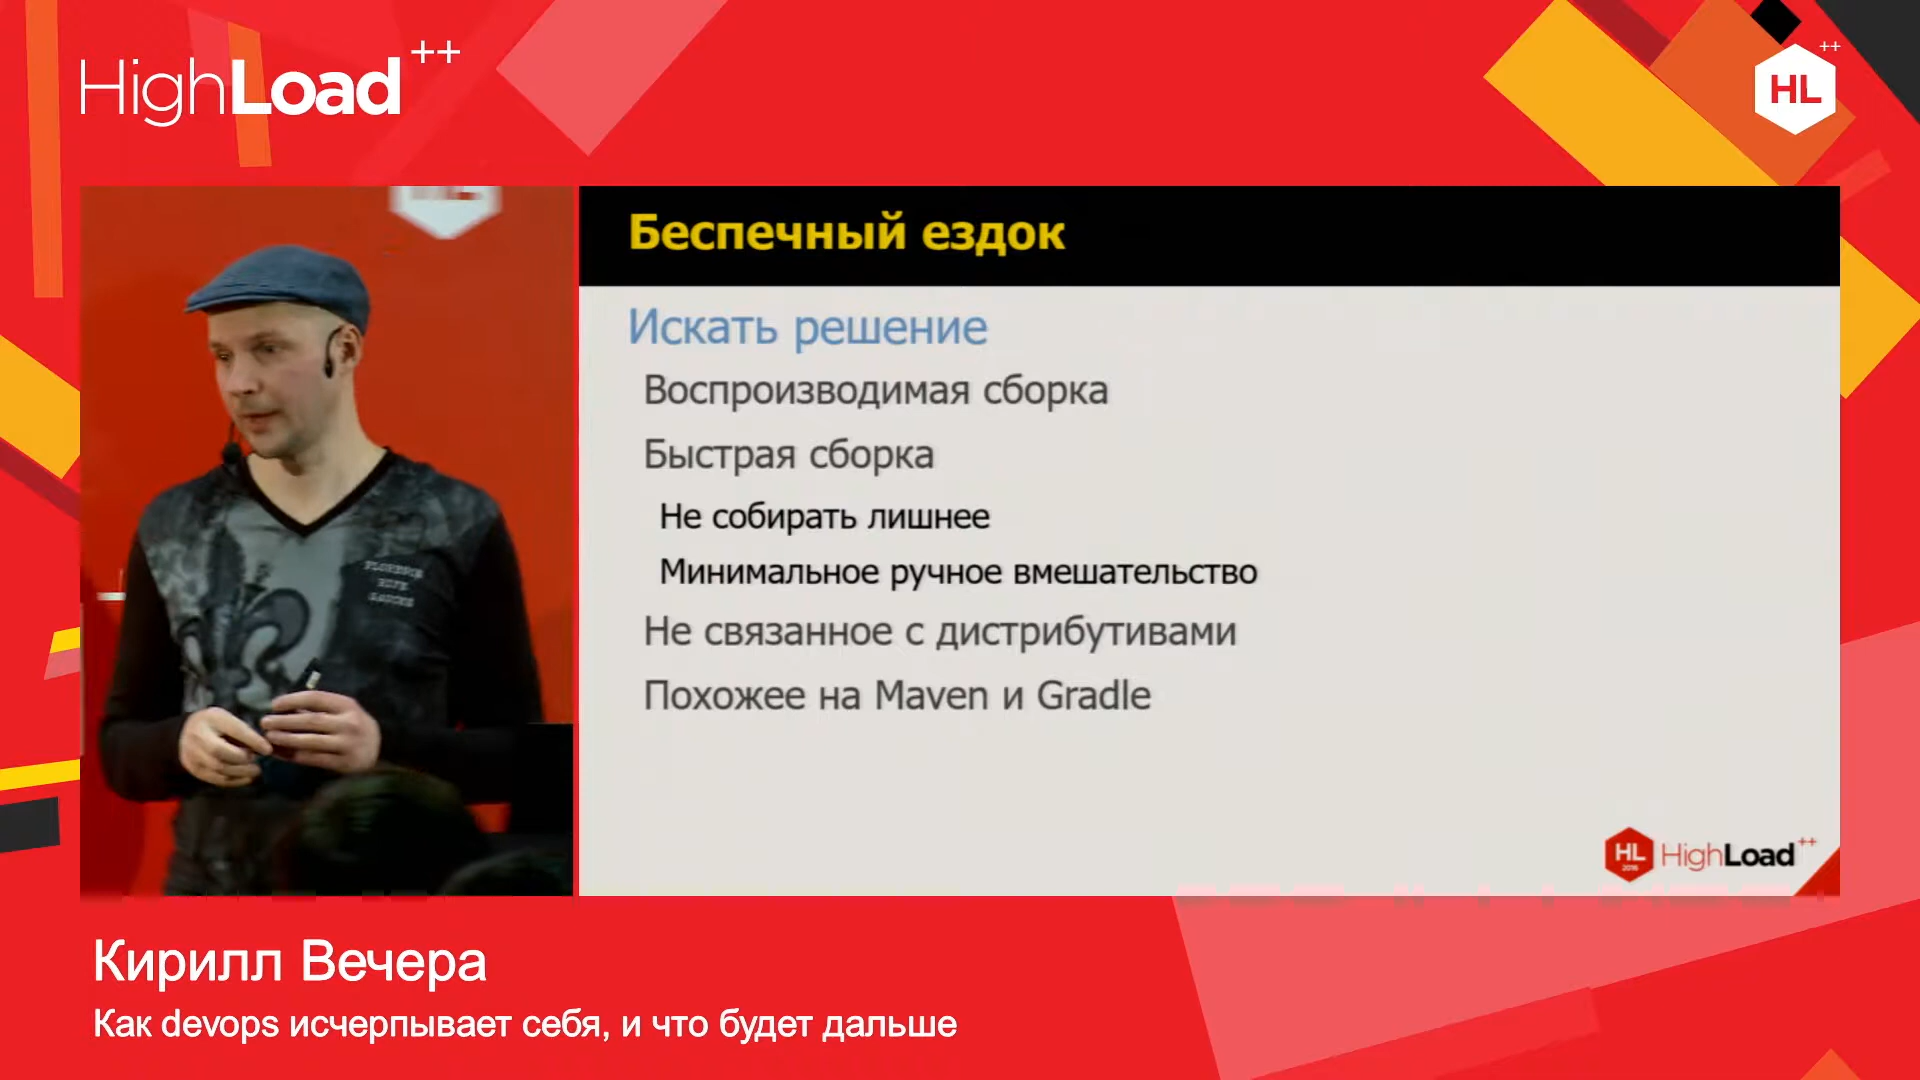 HighLoad++
HL++
Беспечный ездок
Искать решение
Воспроизводимая сборка
Быстрая сборка
Не собирать лишнее
Минимальное ручное вмешательство
Не связанное с дистрибутивами
Похожее на Maven и Gradle
HL
HighLoad++
Кирилл Вечера
Как devops исчерпывает себя, и что будет дальше